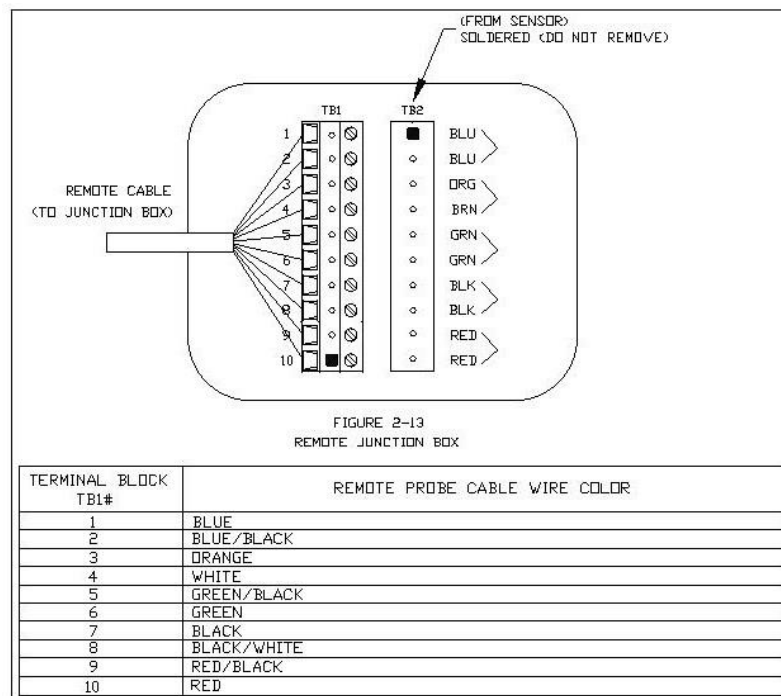 (FROM SENSOR)
SOLDERED (DO NOT REMOVE)
TB1 TB2
1 BLU
2 BLU
3 ORG
REMOTE CABLE
(TO JUNCTION BOX)
4 BRN
5 GRN
6 GRN
7 BLK
8 BLK
9 RED
10 RED
FIGURE 2-13
REMOTE JUNCTION BOX
TERMINAL BLOCK
TB1#
REMOTE PROBE CABLE WIRE COLOR
1 BLUE
2 BLUE/BLACK
3 ORANGE
4 WHITE
5 GREEN/BLACK
6 GREEN
7 BLACK
8 BLACK/WHITE
9 RED/BLACK
10 RED